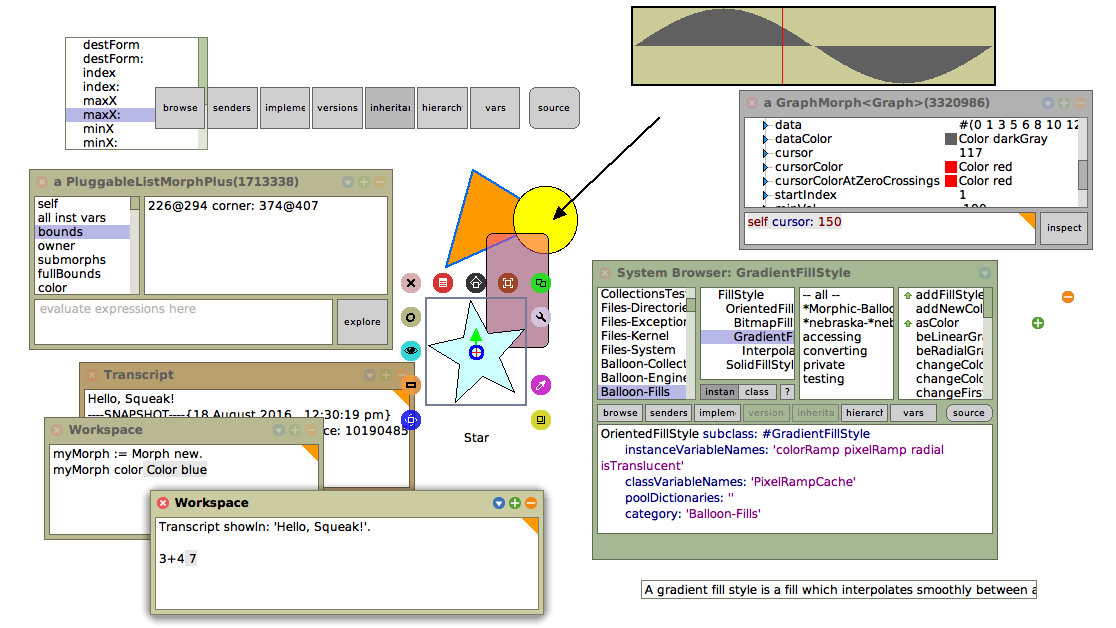 destForm
destForm:
index
index:
maxX
maxX:
minX
minX:
browse
senders
impleme
versions
inherita
hierarch
vars
source
a GraphMorph<Graph>(3320986)
data
#(0 1 3 5 6 8 10 12
dataColor
Color darkGray
cursor
117
cursorColor
Color red
cursorColorAtZeroCrossings
Color red
startIndex
1
self cursor: 150
inspect
a PluggableListMorphPlus(1713338)
self
all inst vars
bounds
owner
submorphs
fullBounds
color
226@294 corner: 374@407
evaluate expressions here
explore
Star
System Browser: GradientFillStyle
CollectionsTes
Files-Directorie
Files-Exception
Files-Kernel
Files-System
Balloon-Collect
Balloon-Engine
Balloon-Fills
FillStyle
OrientedFill
BitmapFill
GradientF
Interpola
SolidFillStyl
instan
class
?
-- all --
*Morphic-Balloo
*nebraska-*neb
accessing
converting
private
testing
addFillStyle
addNewCol
asColor
beLinearGra
beRadialGra
changeColo
changeColo
changeFirst
browse
senders
implem
version
inherita
hierarch
vars
source
OrientedFillStyle subclass: #GradientFillStyle
instanceVariableNames: 'colorRamp pixelRamp radial
isTranslucent'
classVariableNames: 'PixelRampCache'
poolDictionaries: ''
category: 'Balloon-Fills'
Transcript
Hello, Squeak!
----SNAPSHOT----{18 August 2016 12:30:19 pm}
ce: 10190485
Workspace
myMorph := Morph new.
myMorph color Color blue
Workspace
Transcript showln: 'Hello, Squeak!'.
3+4 7
A gradient fill style is a fill which interpolates smoothly between a